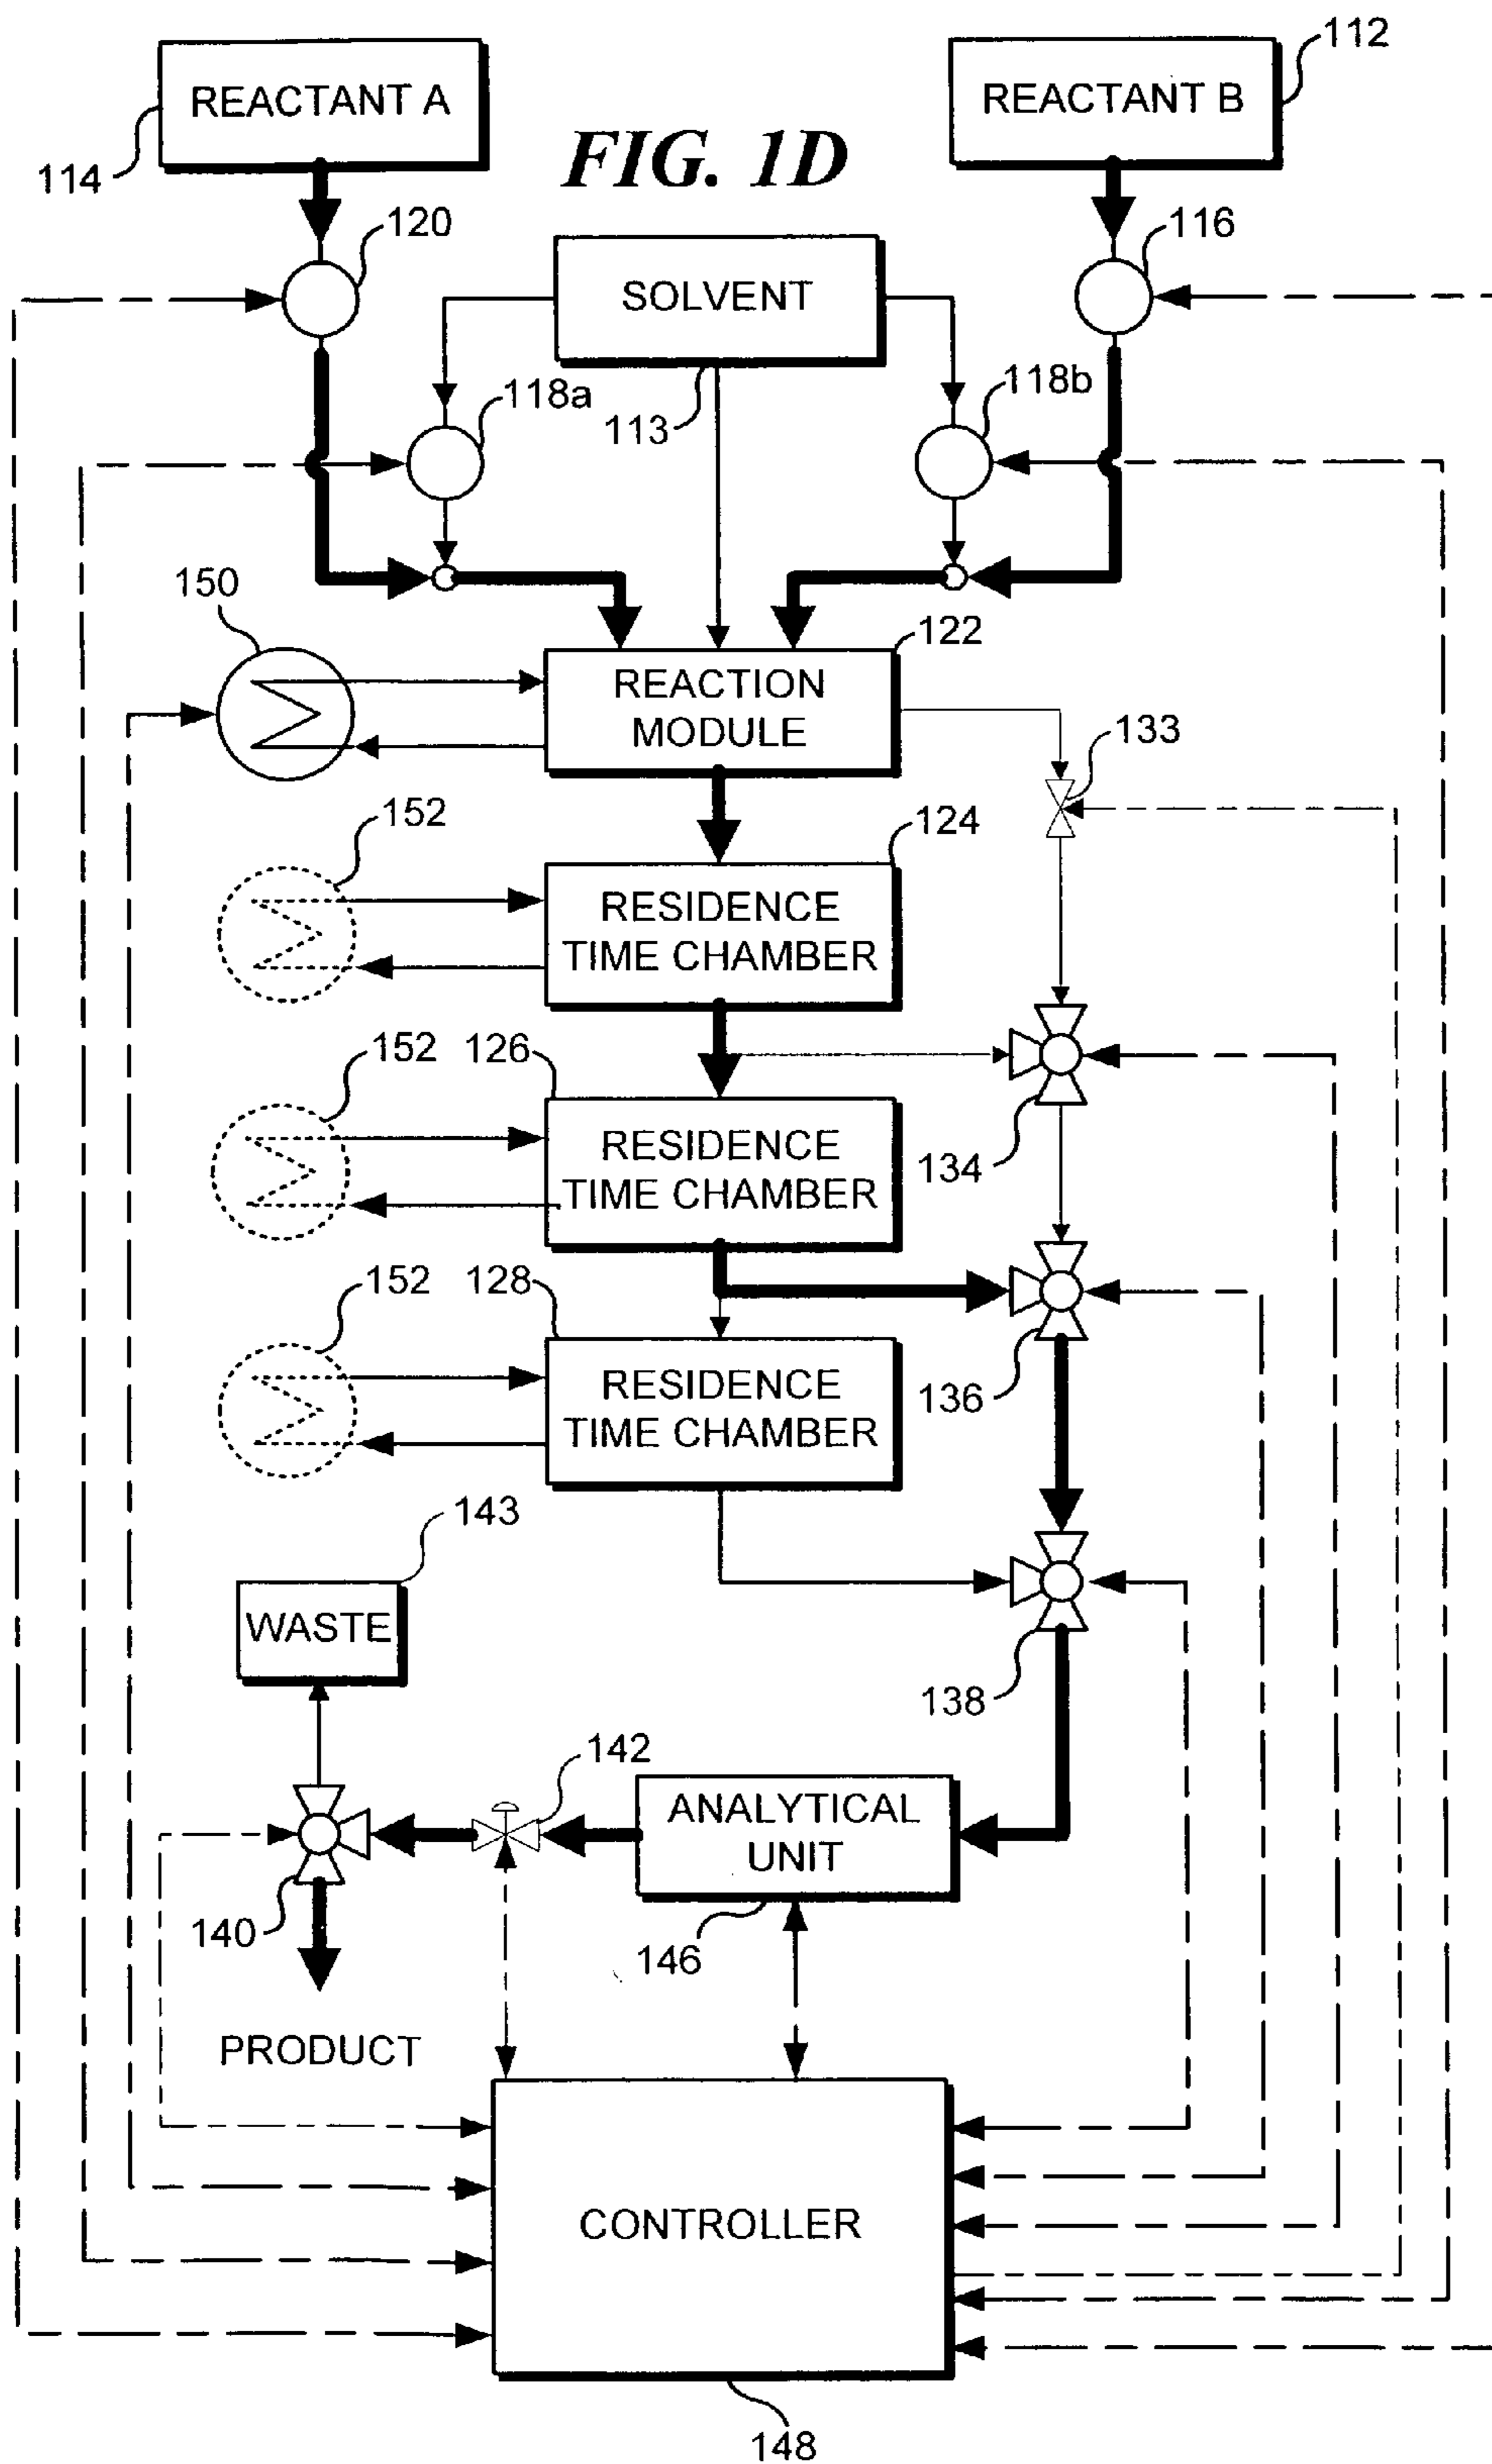 REACTANT A
REACTANT B
112
114
FIG. 1D
120
116
SOLVENT
118a
113
118b
150
122
REACTION
MODULE
133
152
124
RESIDENCE
TIME CHAMBER
152
126
RESIDENCE
TIME CHAMBER
134
152
128
RESIDENCE
TIME CHAMBER
136
143
WASTE
138
142
ANALYTICAL
UNIT
140
146
PRODUCT
CONTROLLER
148